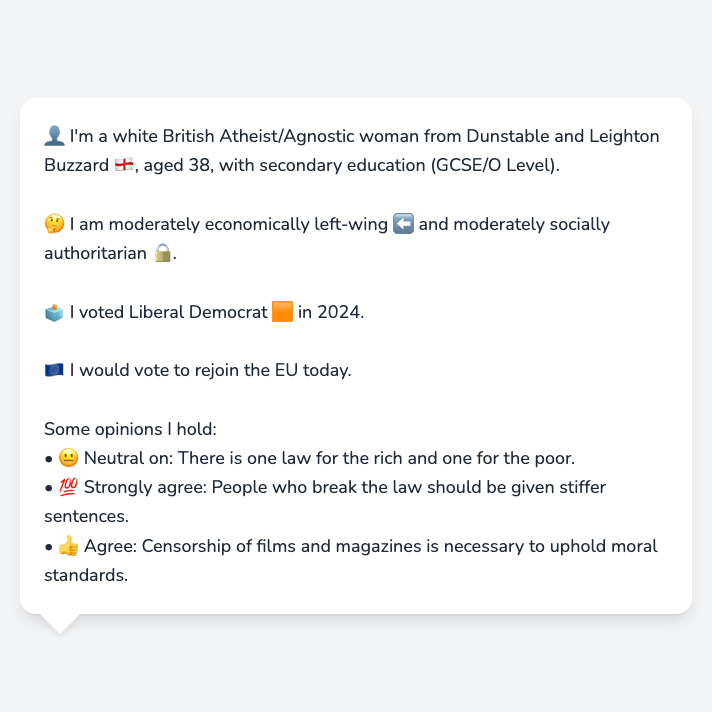 👤 I'm a white British Atheist/Agnostic woman from Dunstable and Leighton
Buzzard 🏴󠁧󠁢󠁥󠁮󠁧󠁿, aged 38, with secondary education (GCSE/O Level).
🤔 I am moderately economically left-wing ⬅️ and moderately socially
authoritarian 🔒.
🗳️ I voted Liberal Democrat 🟧 in 2024.
🇪🇺 I would vote to rejoin the EU today.
Some opinions I hold:
• 😐 Neutral on: There is one law for the rich and one for the poor.
• 💯 Strongly agree: People who break the law should be given stiffer
sentences.
• 👍 Agree: Censorship of films and magazines is necessary to uphold moral
standards.